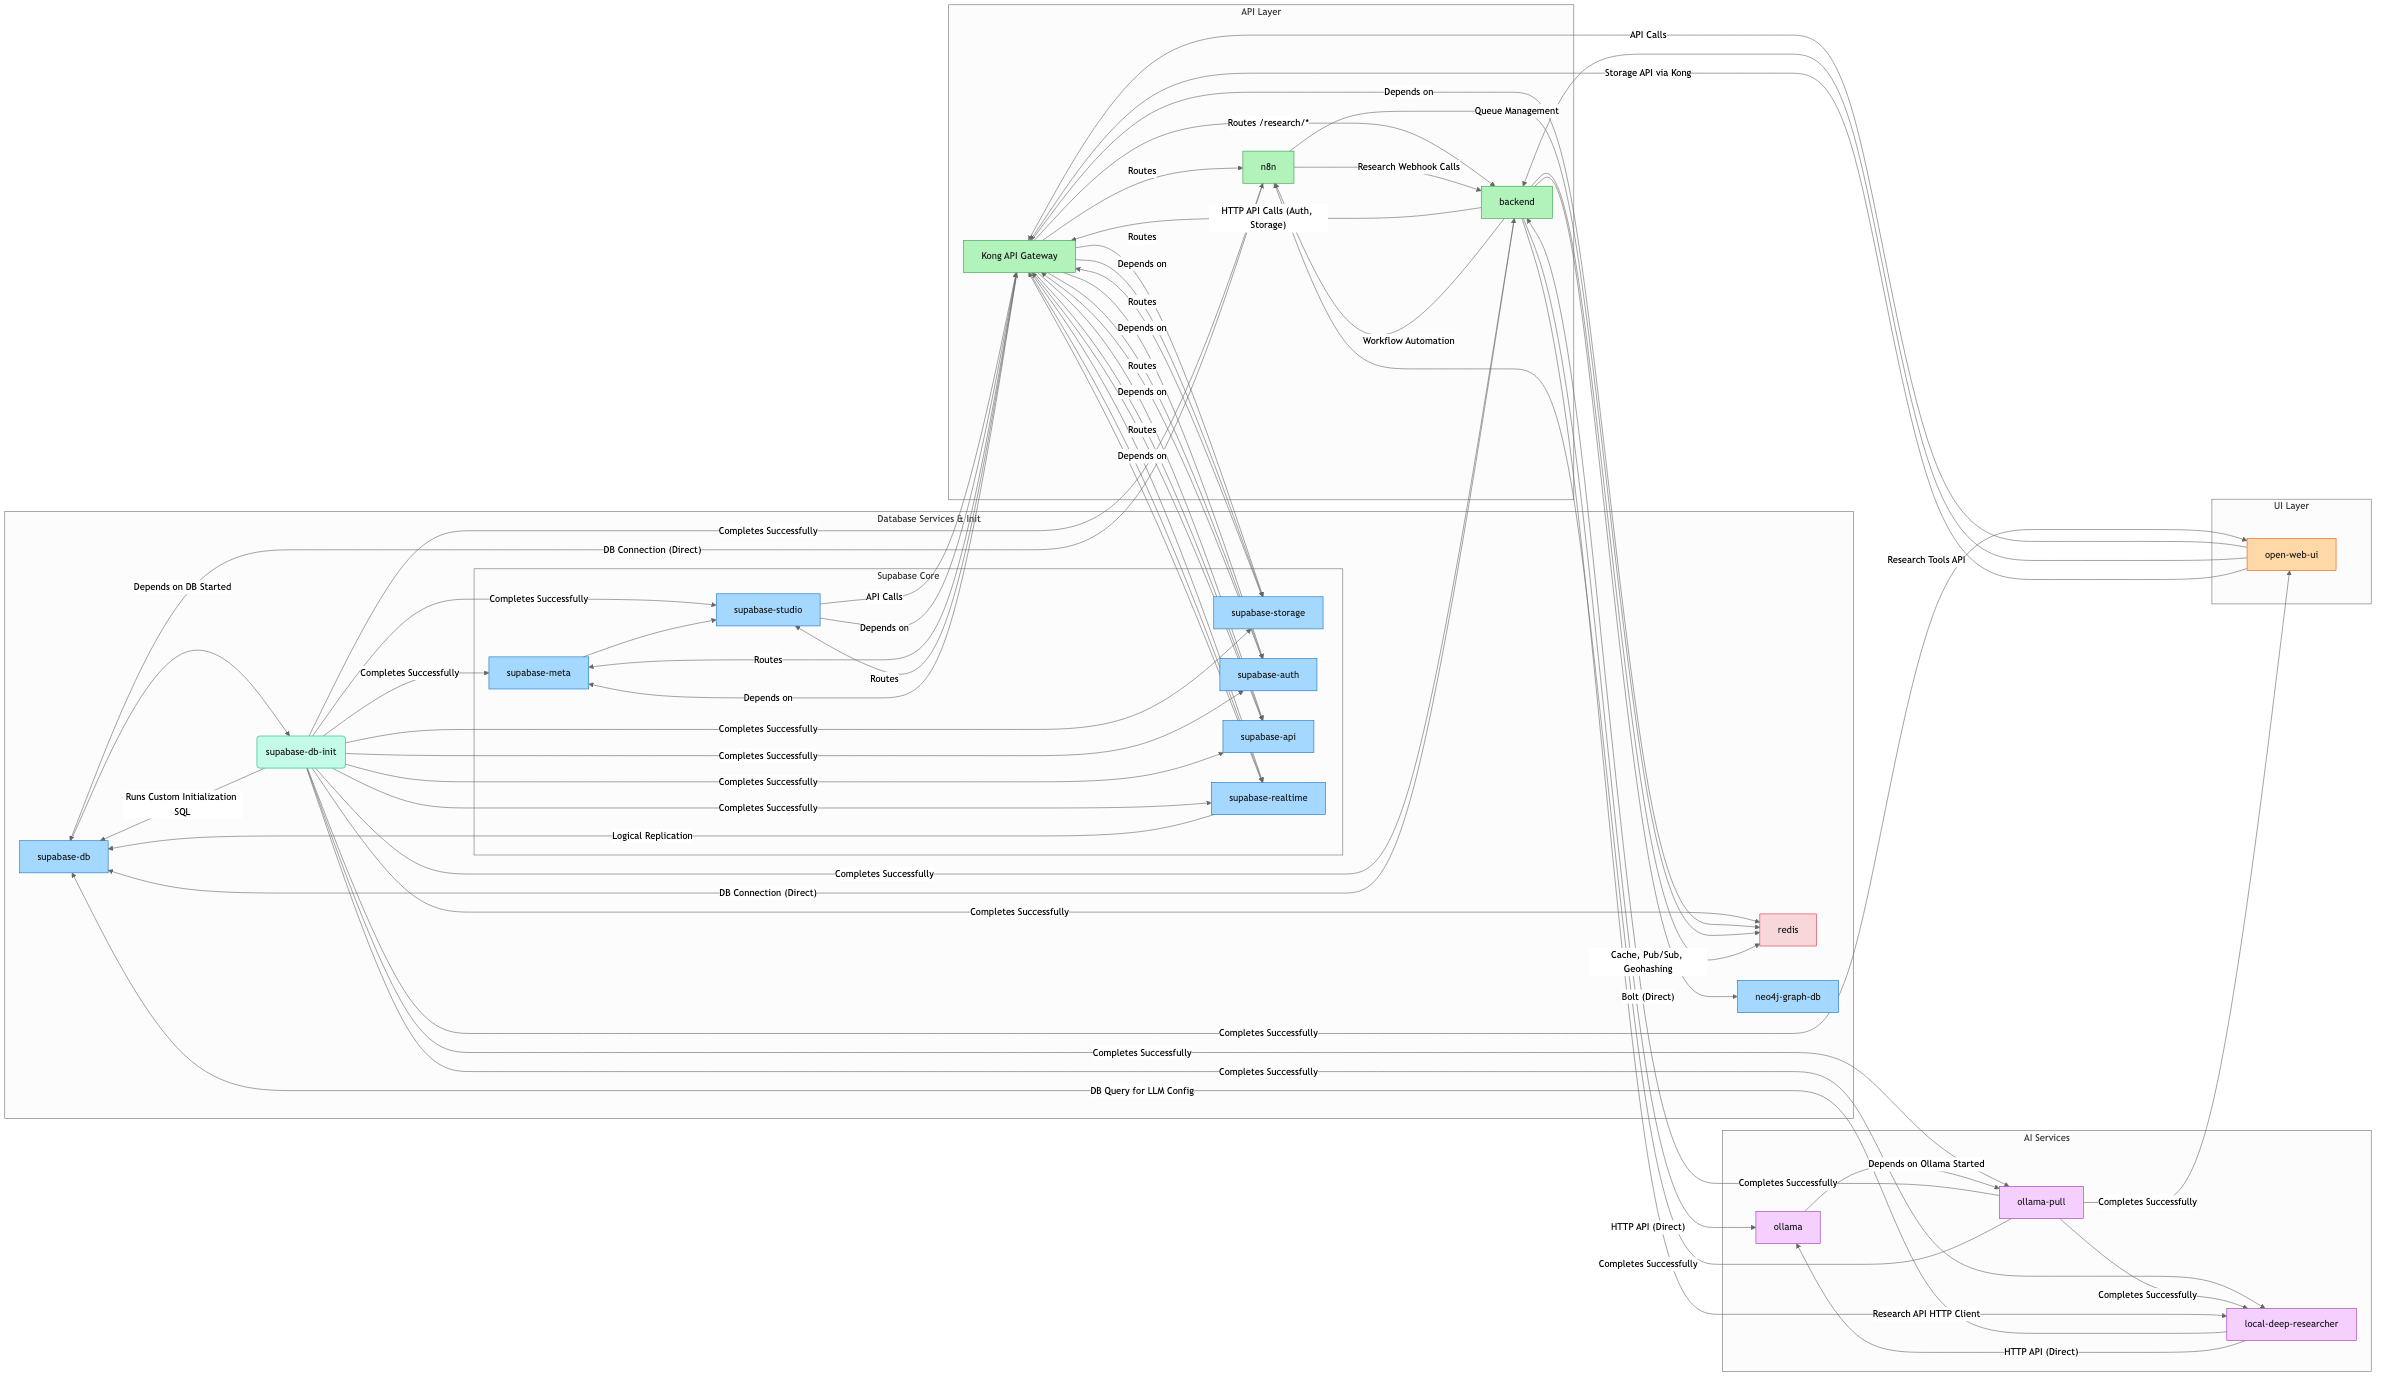 API Layer
API Calls
Storage API via Kong
Depends on
Queue Management
Routes /research/*
n8n
Research Webhook Calls
Routes
backend
HTTP API Calls (Auth,
Storage)
Routes
Kong API Gateway
Depends on
Routes
Depends on
Workflow Automation
Routes
Depends on
Routes
Depends on
UI Layer
Database Services & Init
Completes Successfully
DB Connection (Direct)
open-web-ui
Research Tools API
Supabase Core
Depends on DB Started
Completes Successfully
API Calls
supabase-studio
supabase-storage
Depends on
Routes
Completes Successfully
supabase-meta
supabase-auth
Routes
Depends on
Completes Successfully
supabase-api
supabase-db-init
Completes Successfully
Completes Successfully
Runs Custom Initialization
SQL
supabase-realtime
Completes Successfully
Logical Replication
supabase-db
Completes Successfully
DB Connection (Direct)
Completes Successfully
redis
Cache, Pub/Sub,
Geohashing
Bolt (Direct)
neo4j-graph-db
Completes Successfully
Completes Successfully
Completes Successfully
DB Query for LLM Config
AI Services
Depends on Ollama Started
Completes Successfully
ollama-pull
Completes Successfully
HTTP API (Direct)
ollama
Completes Successfully
Completes Successfully
Research API HTTP Client
local-deep-researcher
HTTP API (Direct)